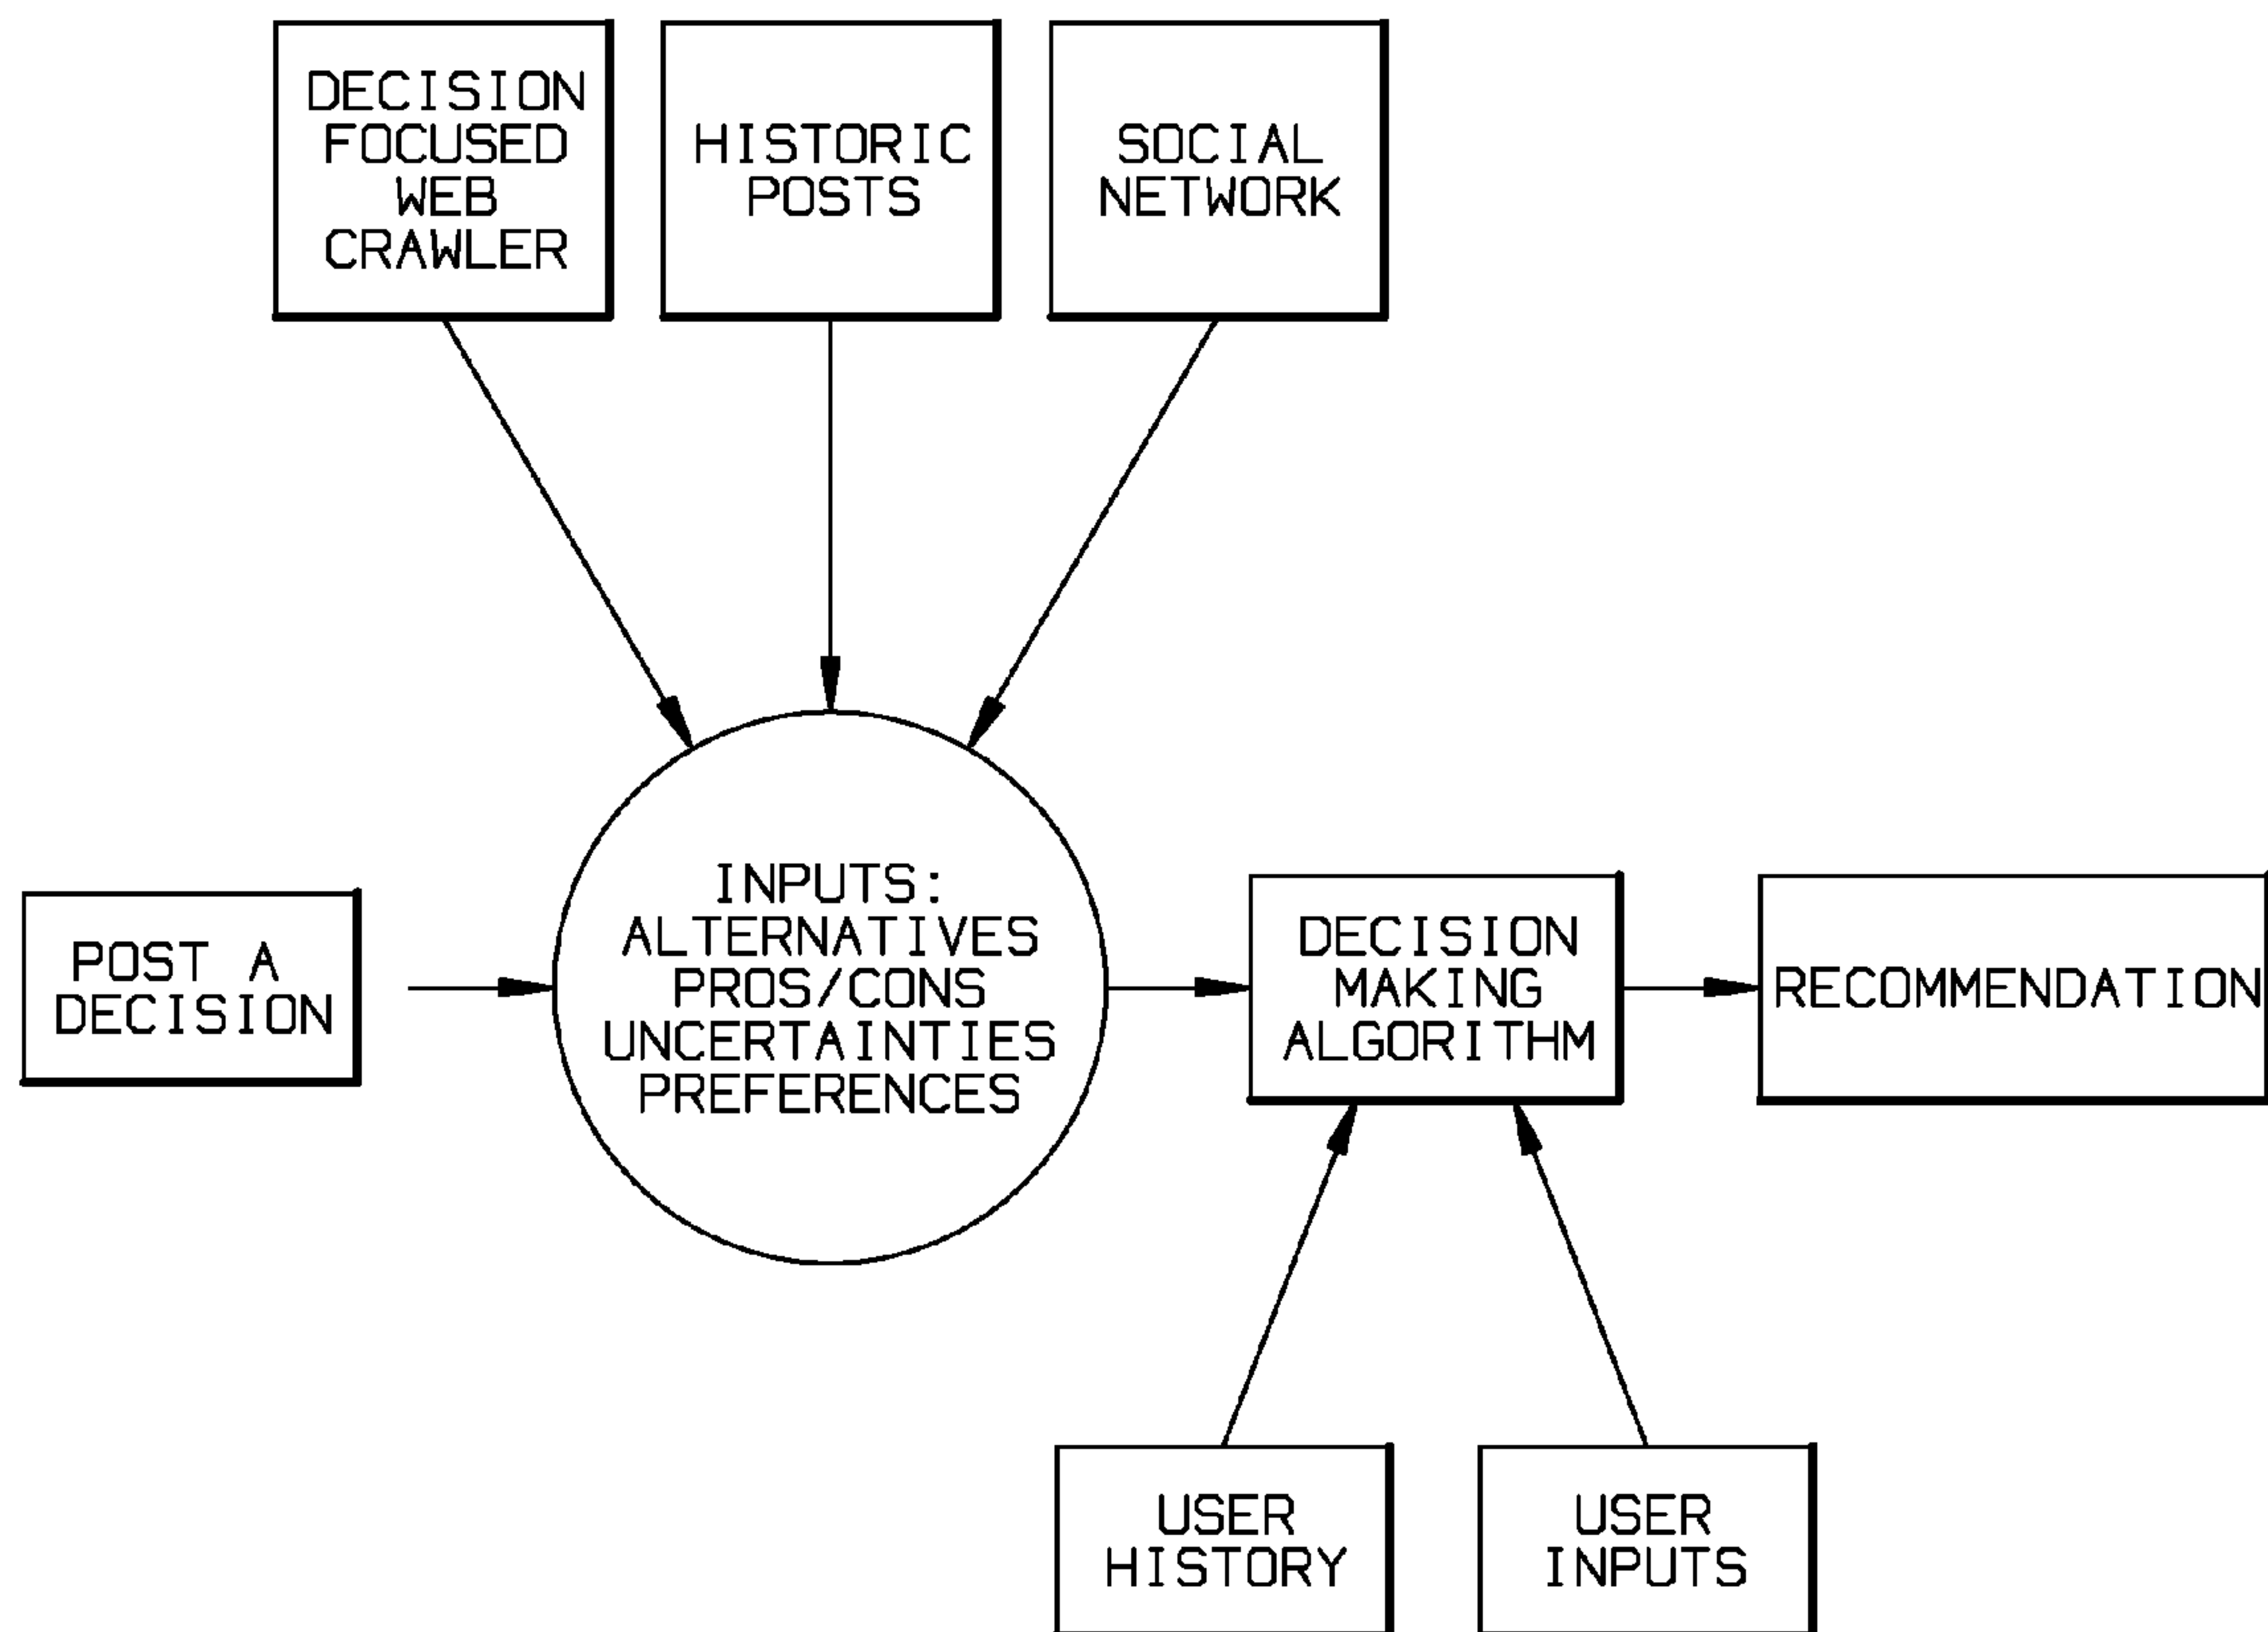 DECISION
FOCUSED
WEB
CRAWLER
HISTORIC
POSTS
SOCIAL
NETWORK
POST A
DECISION
INPUTS:
ALTERNATIVES
PROS/CONS
UNCERTAINTIES
PREFERENCES
DECISION
MAKING
ALGORITHM
RECOMMENDATION
USER
HISTORY
USER
INPUTS